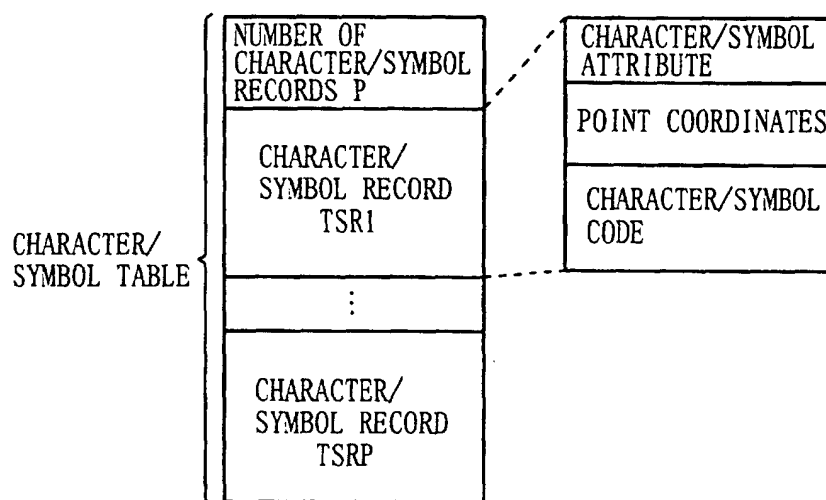 NUMBER OF
CHARACTER/SYMBOL
RECORDS P
CHARACTER/
SYMBOL RECORD
TSR1
⋮
CHARACTER/
SYMBOL RECORD
TSRP
CHARACTER/
SYMBOL TABLE
CHARACTER/SYMBOL
ATTRIBUTE
POINT COORDINATES
CHARACTER/SYMBOL
CODE